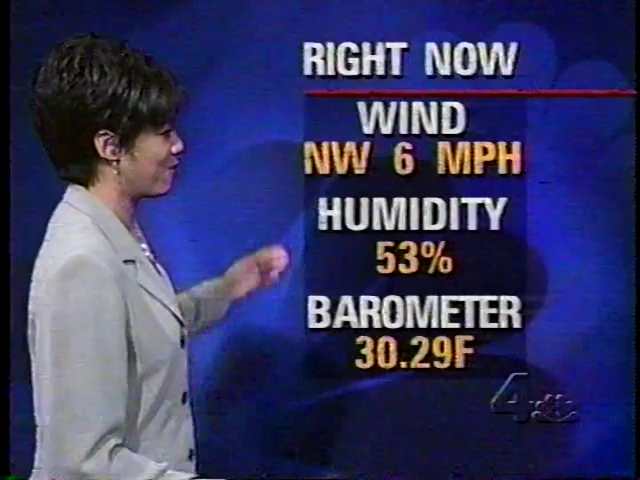 RIGHT NOW
WIND
NW 6 MPH
HUMIDITY
53%
BAROMETER
30.29F
4